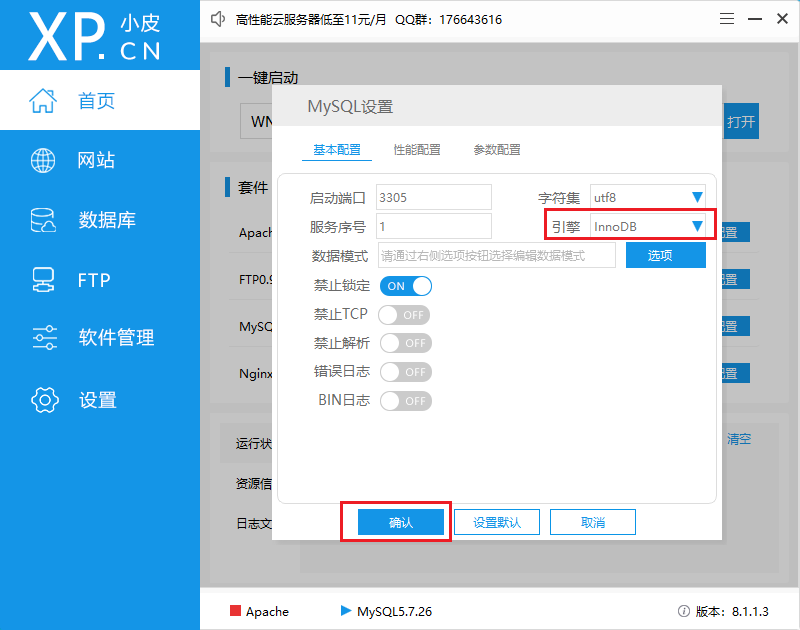 XP.CN 小皮
高性能云服务器低至11元/月 QQ群：176643616
首页
网站
数据库
FTP
软件管理
设置
一键启动
WN
打开
套件
Apach
FTP0.9
MySQ
Nginx
置
置
置
置
运行状
清空
资源信
日志文
MySQL设置
基本配置 性能配置 参数配置
启动端口 3305 字符集 utf8
服务序号 1 引擎 InnoDB
数据模式 请通过右侧选项按钮选择编辑数据模式 选项
禁止锁定 ON
禁止TCP OFF
禁止解析 OFF
错误日志 OFF
BIN日志 OFF
确认 设置默认 取消
Apache MySQL5.7.26 版本：8.1.1.3